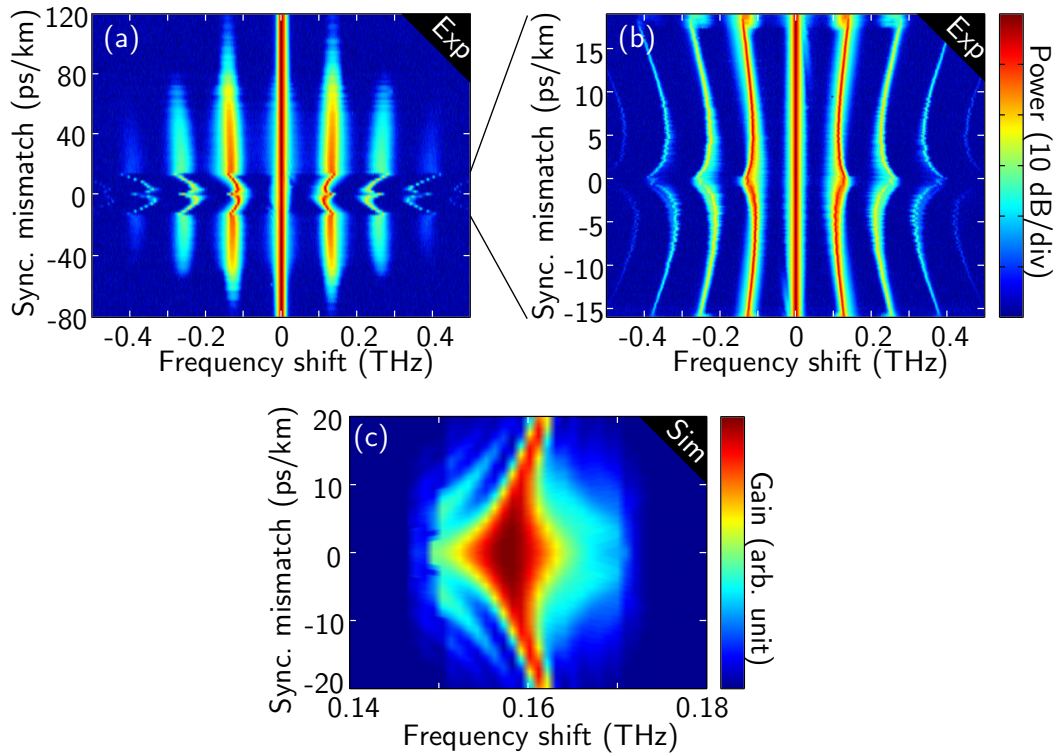 (a)
Exp
Sync. mismatch (ps/km)
120
80
40
0
-40
-80
-0.4
-0.2
0
0.2
0.4
Frequency shift (THz)
(b)
Exp
Sync. mismatch (ps/km)
15
10
5
0
-5
-10
-15
-0.4
-0.2
0
0.2
0.4
Frequency shift (THz)
Power (10 dB/div)
(c)
Sim
Sync. mismatch (ps/km)
20
10
0
-10
-20
0.14
0.16
0.18
Frequency shift (THz)
Gain (arb. unit)